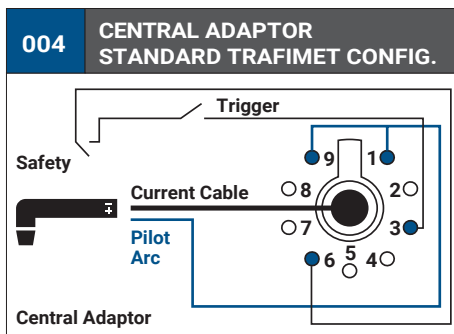 004
CENTRAL ADAPTOR
STANDARD TRAFIMET CONFIG.
Trigger
Safety
9 1
8 2
Current Cable
7 3
Pilot
Arc
6 5 4
Central Adaptor